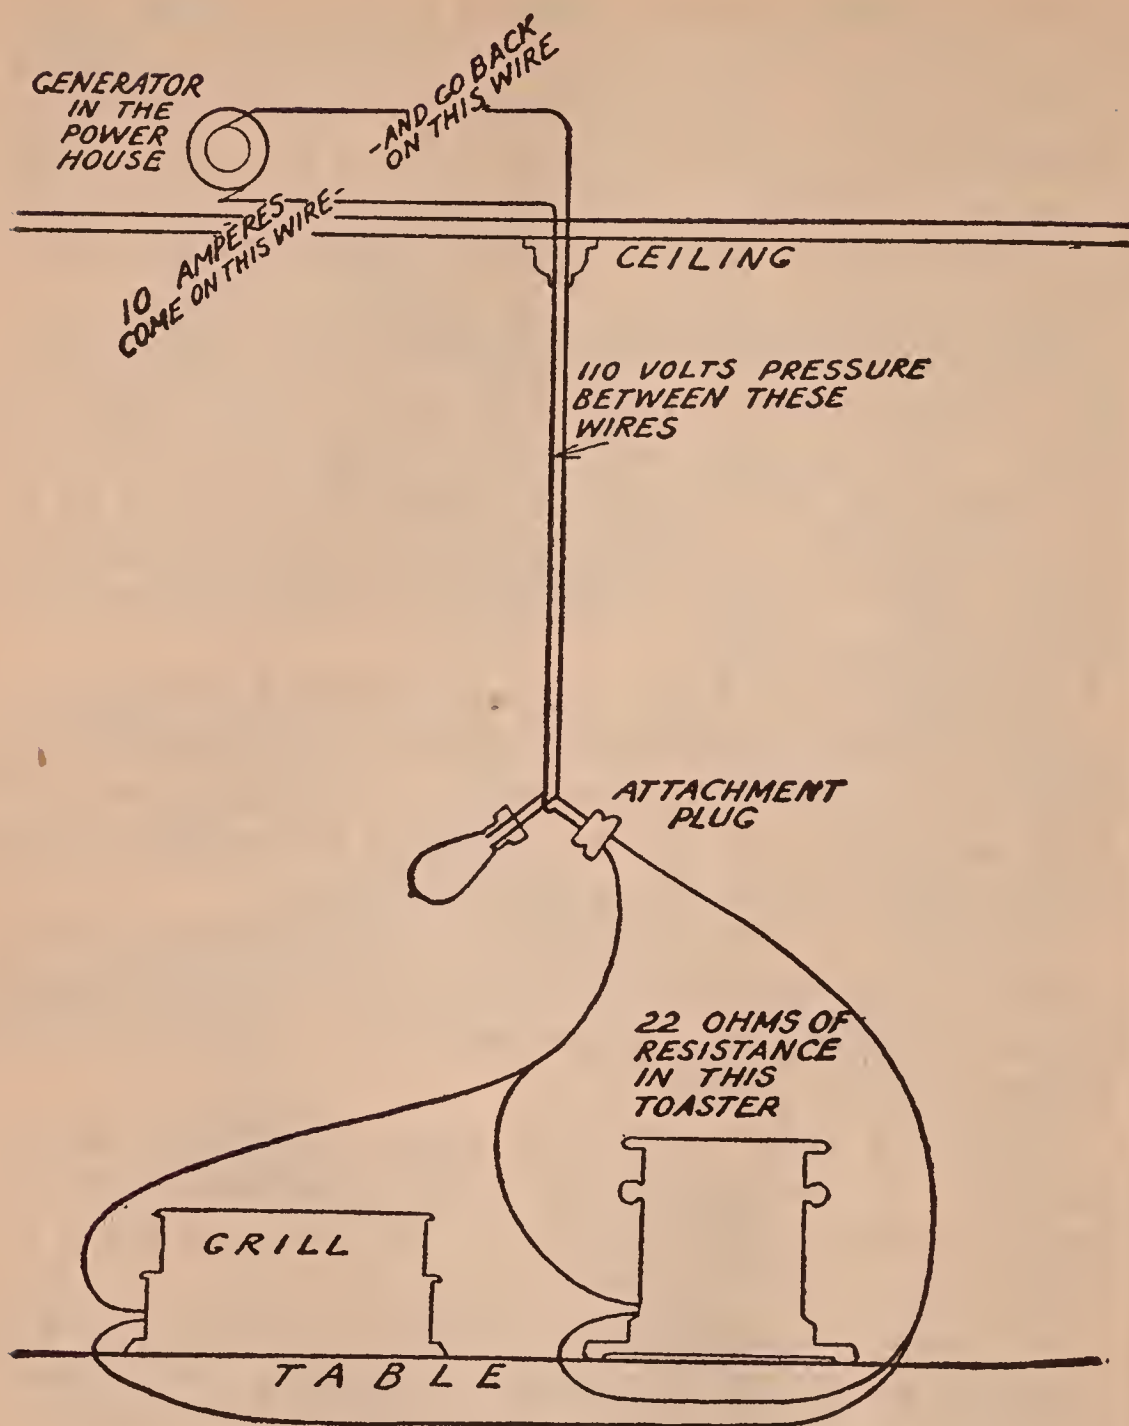 GENERATOR
IN THE
POWER
HOUSE
-AND GO BACK
ON THIS WIRE
10 AMPERES
COME ON THIS WIRE-
CEILING
110 VOLTS PRESSURE
BETWEEN THESE
WIRES
ATTACHMENT
PLUG
22 OHMS OF
RESISTANCE
IN THIS
TOASTER
GRILL
TABLE